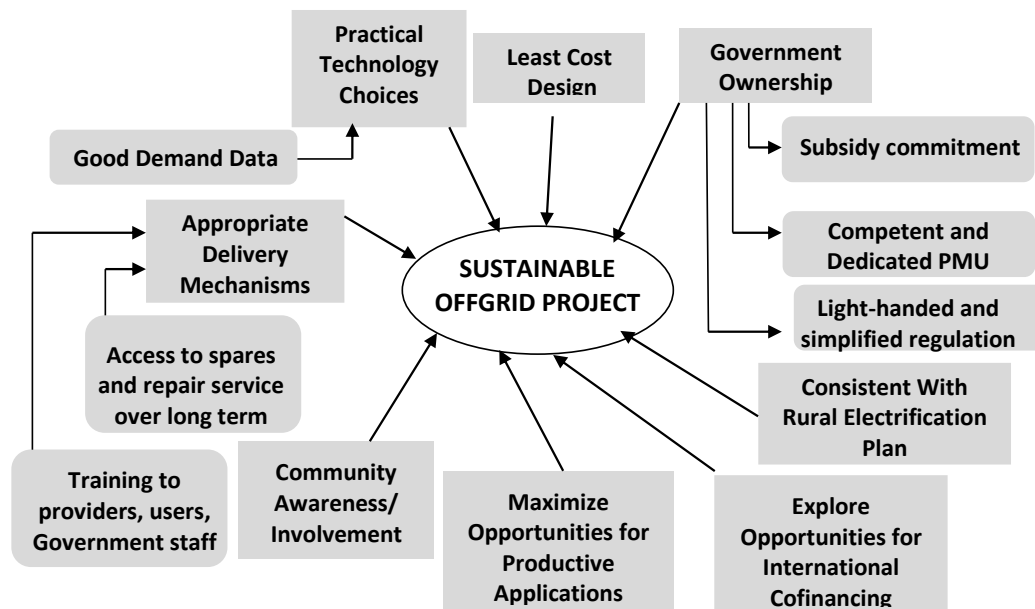 Practical
Technology
Choices
Least Cost
Design
Government
Ownership
Good Demand Data
Subsidy commitment
Appropriate
Delivery
Mechanisms
SUSTAINABLE
OFFGRID PROJECT
Competent and
Dedicated PMU
Light-handed and
simplified regulation
Access to spares
and repair service
over long term
Consistent With
Rural Electrification
Plan
Training to
providers, users,
Government staff
Community
Awareness/
Involvement
Maximize
Opportunities for
Productive
Applications
Explore
Opportunities for
International
Cofinancing